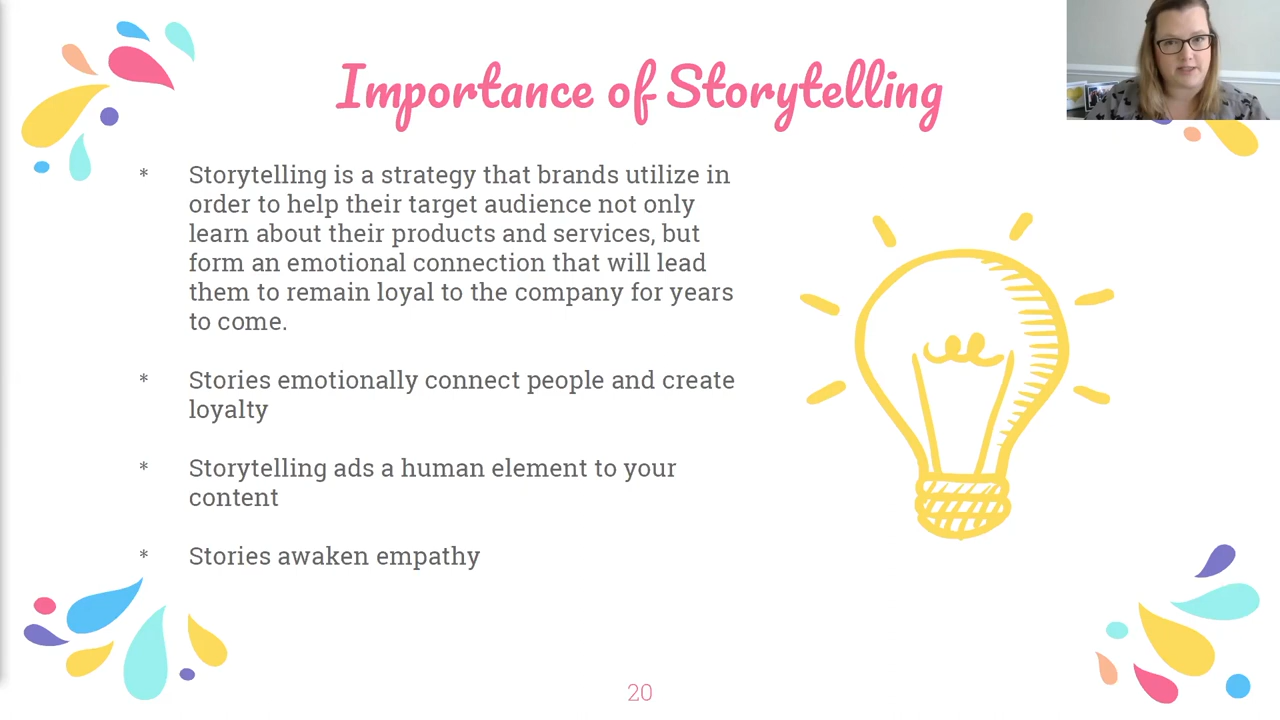 Importance of Storytelling
* Storytelling is a strategy that brands utilize in
order to help their target audience not only
learn about their products and services, but
form an emotional connection that will lead
them to remain loyal to the company for years
to come.
* Stories emotionally connect people and create
loyalty
* Storytelling ads a human element to your
content
* Stories awaken empathy
20